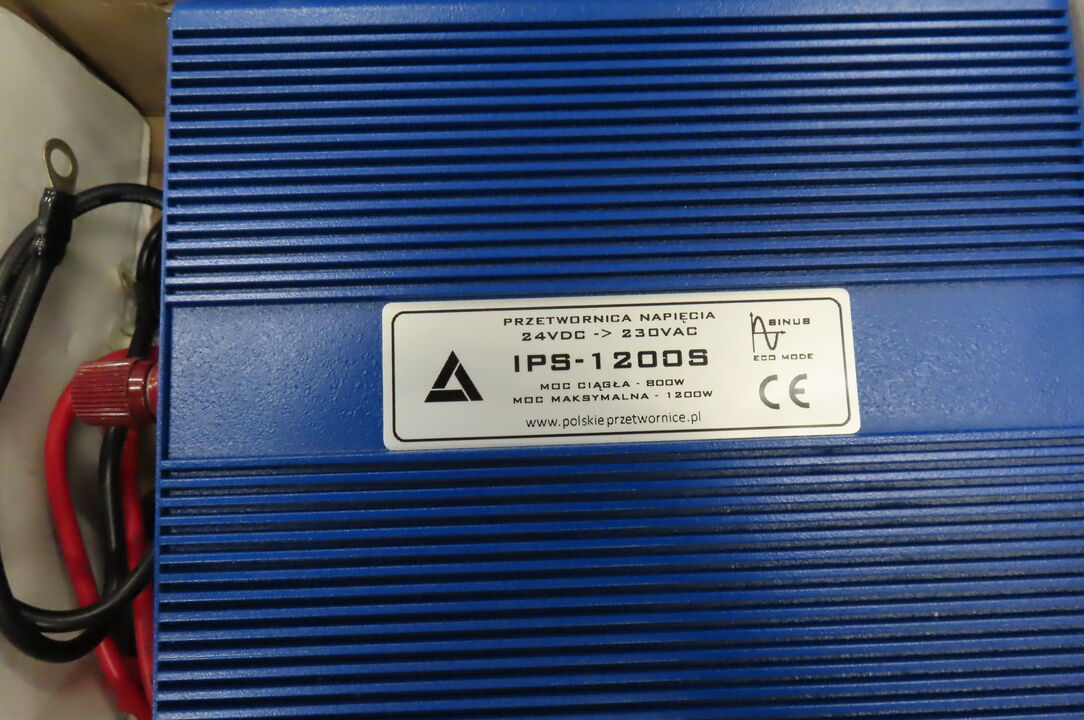 PRZETWORNICA NAPIĘCIA
24VDC -> 230VAC
IPS-1200S
MOC CIĄGŁA - 800W
MOC MAKSYMALNA - 1200W
www.polskieprzetwornice.pl
SINUS
ECO MODE
CE